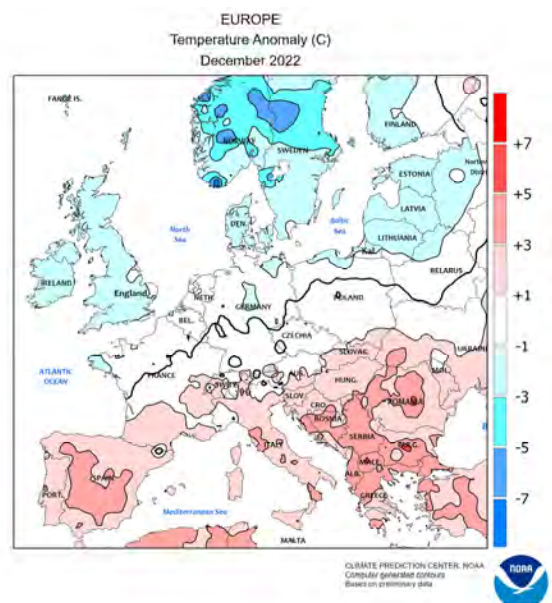 EUROPE
Temperature Anomaly (C)
December 2022
FAROE IS.
FINLAND
NORWAY
SWEDEN
ESTONIA
North
Sea
Baltic
Sea
LATVIA
DEN.
LITHUANIA
Kal.
IRELAND
England
BELARUS
NETH.
GERMANY
POLAND
BEL.
CZECHIA
UKRAINE
SLOVAK.
ATLANTIC
OCEAN
FRANCE
HUNG.
SLOV.
CRO.
ROMANIA
BOSNIA
SERBIA
ITALY
BULG.
MACE.
SPAIN
ALB.
PORT.
GREECE
Mediterranean Sea
MALTA
+7
+5
+3
+1
-1
-3
-5
-7
CLIMATE PREDICTION CENTER, NOAA
Computer generated contours
Based on preliminary data
NOAA